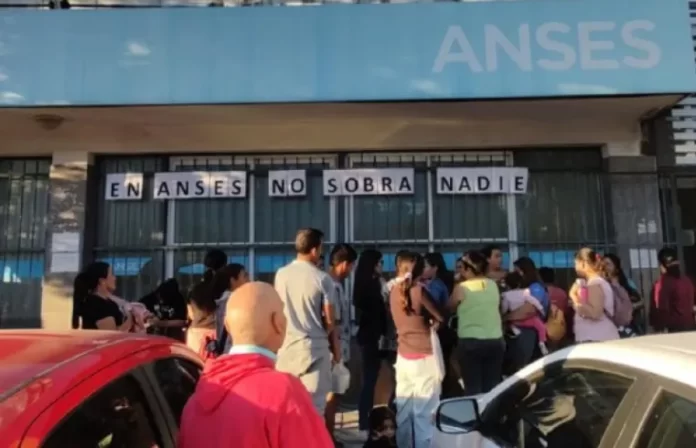 ANSES
EN ANSES NO SOBRA NADIE